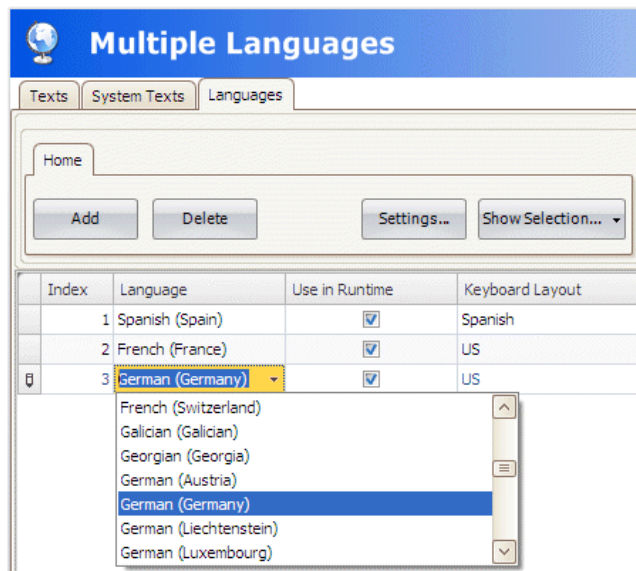 Multiple Languages
Texts System Texts Languages
Home
Add Delete Settings... Show Selection...
Index Language Use in Runtime Keyboard Layout
1 Spanish (Spain) Spanish
2 French (France) US
3 German (Germany) US
French (Switzerland)
Galician (Galician)
Georgian (Georgia)
German (Austria)
German (Germany)
German (Liechtenstein)
German (Luxembourg)